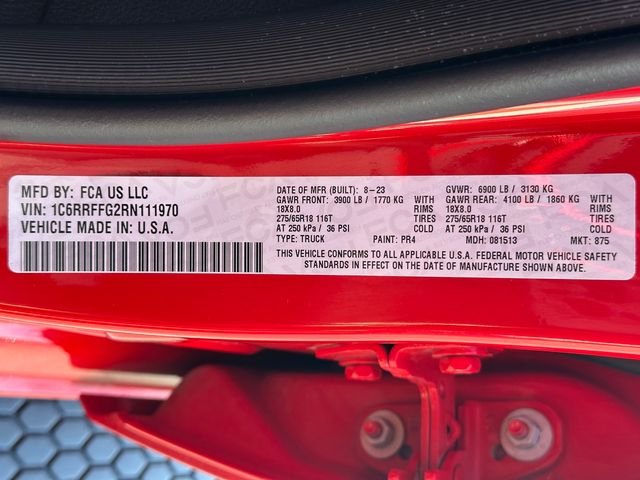 MFD BY: FCA US LLC
VIN: 1C6RRFFG2RN111970
VEHICLE MADE IN: U.S.A.
DATE OF MFR (BUILT): 8-23 GVWR: 6900 LB / 3130 KG
GAWR FRONT: 3900 LB / 1770 KG WITH GAWR REAR: 4100 LB / 1860 KG WITH
18X8.0 RIMS 18X8.0 RIMS
275/65R18 116T TIRES 275/65R18 116T TIRES
AT 250 kPa / 36 PSI COLD AT 250 kPa / 36 PSI COLD
TYPE: TRUCK PAINT: PR4 MDH: 081513 MKT: 875
THIS VEHICLE CONFORMS TO ALL APPLICABLE U.S.A. FEDERAL MOTOR VEHICLE SAFETY
STANDARDS IN EFFECT ON THE DATE OF MANUFACTURE SHOWN ABOVE.